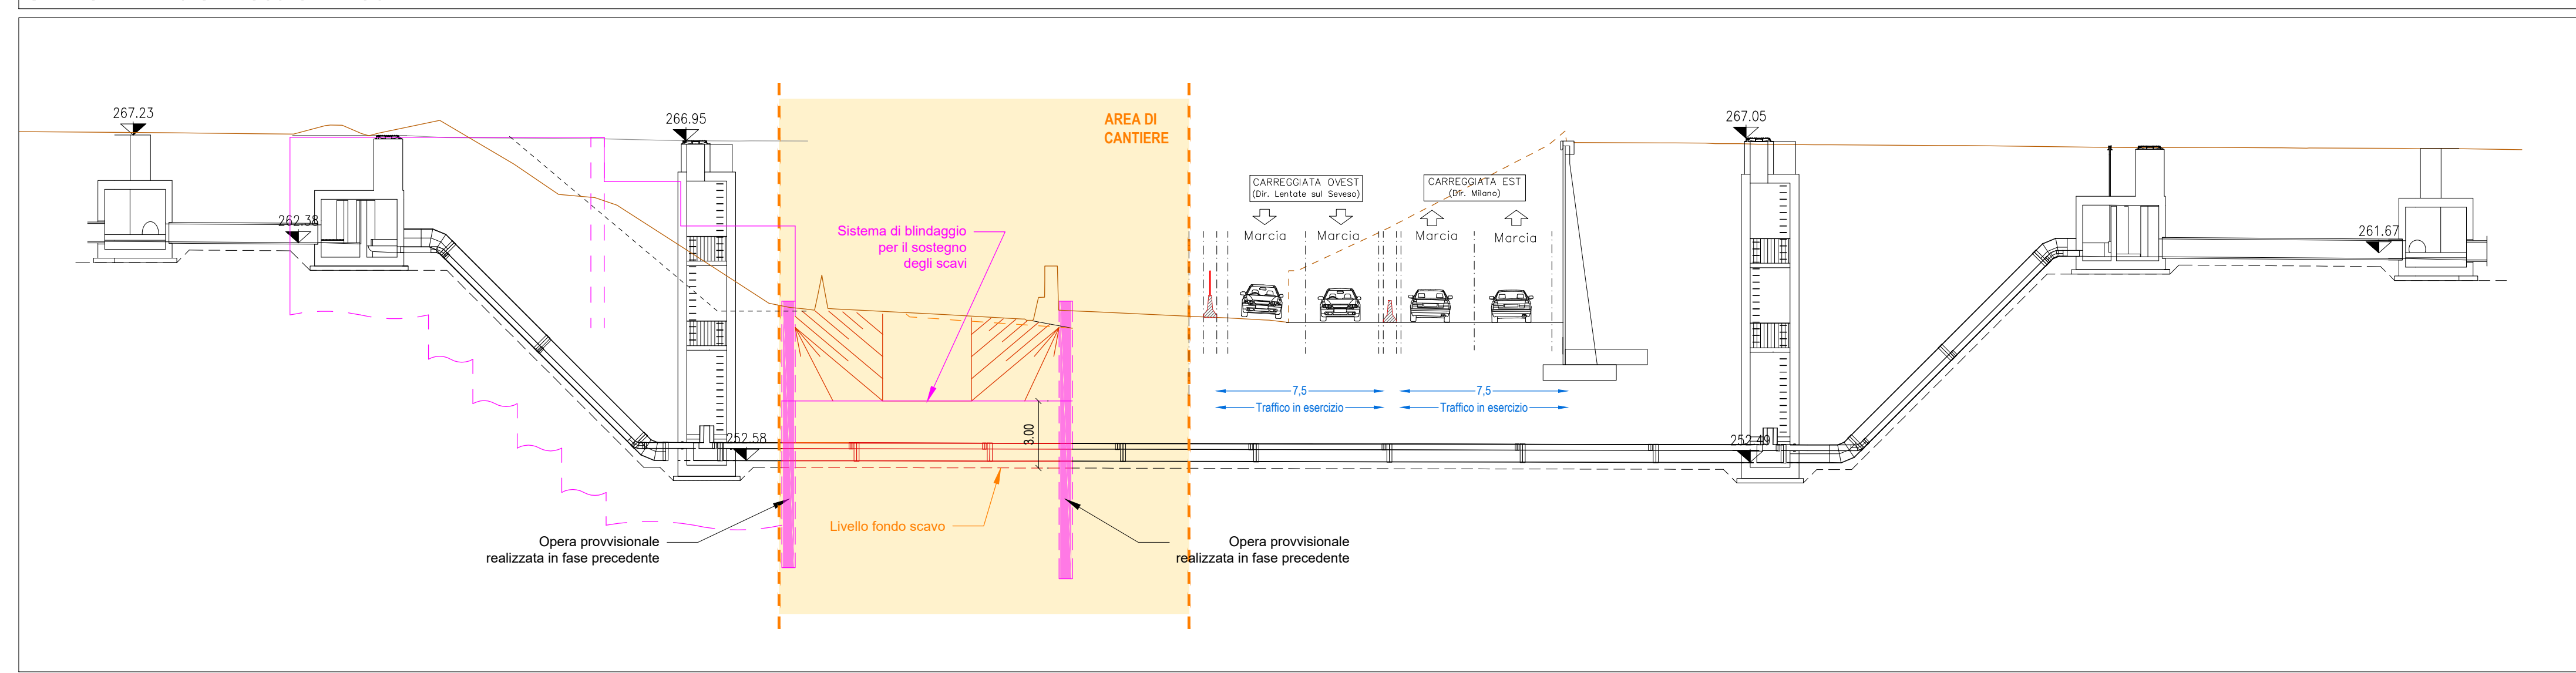 267.23
266.95
AREA DI
CANTIERE
267.05
262.38
Sistema di blindaggio
per il sostegno
degli scavi
CARREGGIATA OVEST
(Dir. Lentate sul Seveso)
CARREGGIATA EST
(Dir. Milano)
Marcia
Marcia
Marcia
Marcia
261.67
7,5
7,5
Traffico in esercizio
Traffico in esercizio
3.00
252.58
252.49
Livello fondo scavo
Opera provvisionale
realizzata in fase precedente
Opera provvisionale
realizzata in fase precedente